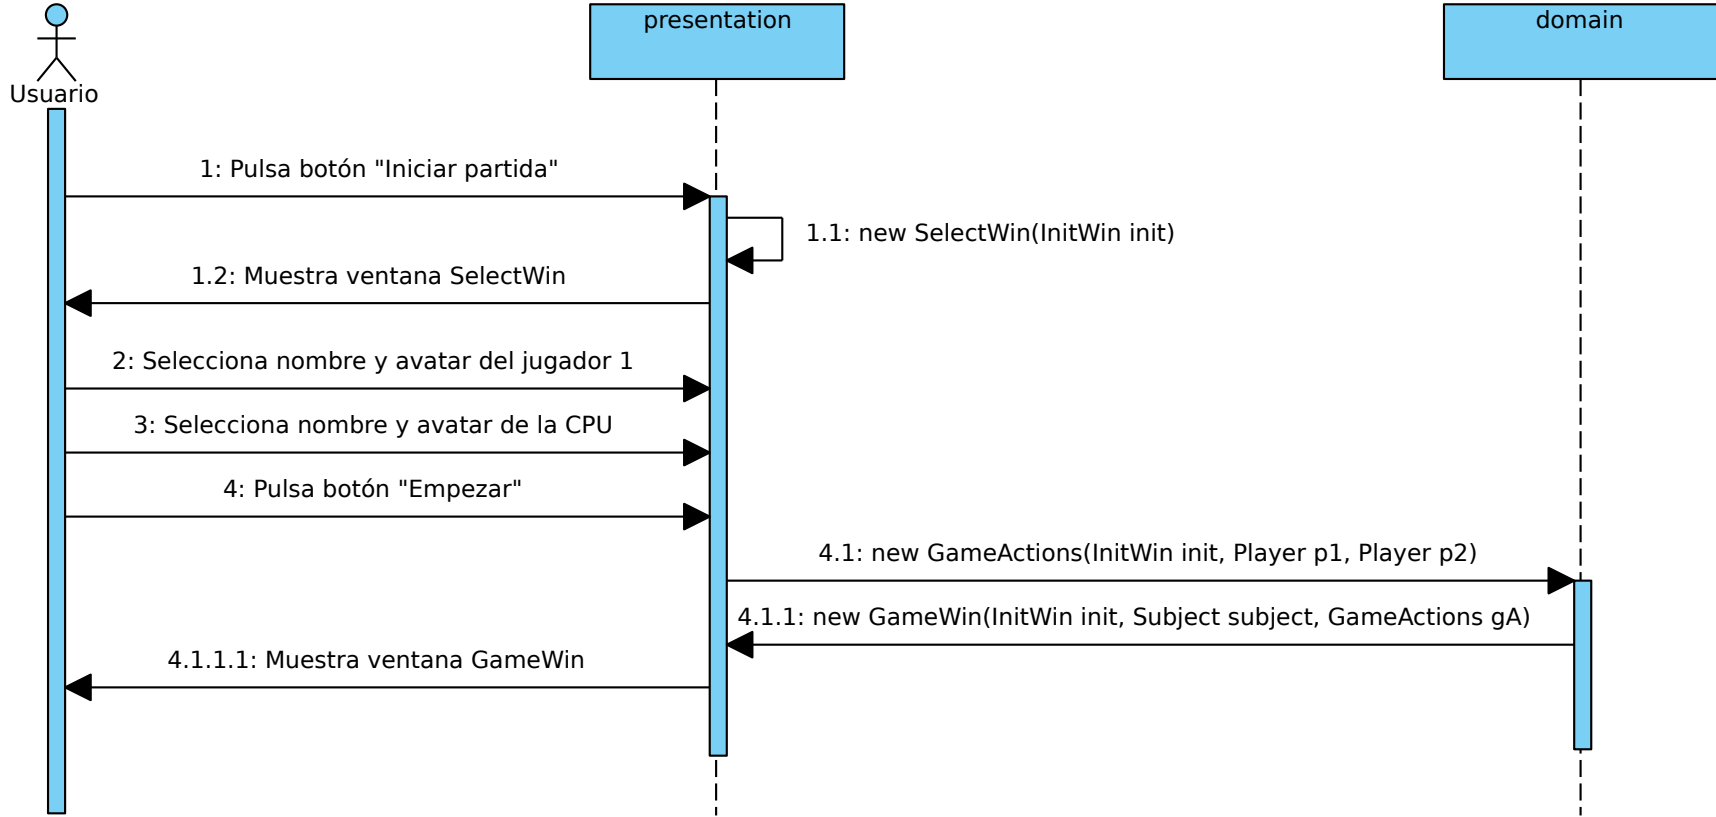 presentation
domain
Usuario
1: Pulsa botón "Iniciar partida"
1.1: new SelectWin(InitWin init)
1.2: Muestra ventana SelectWin
2: Selecciona nombre y avatar del jugador 1
3: Selecciona nombre y avatar de la CPU
4: Pulsa botón "Empezar"
4.1: new GameActions(InitWin init, Player p1, Player p2)
4.1.1: new GameWin(InitWin init, Subject subject, GameActions gA)
4.1.1.1: Muestra ventana GameWin